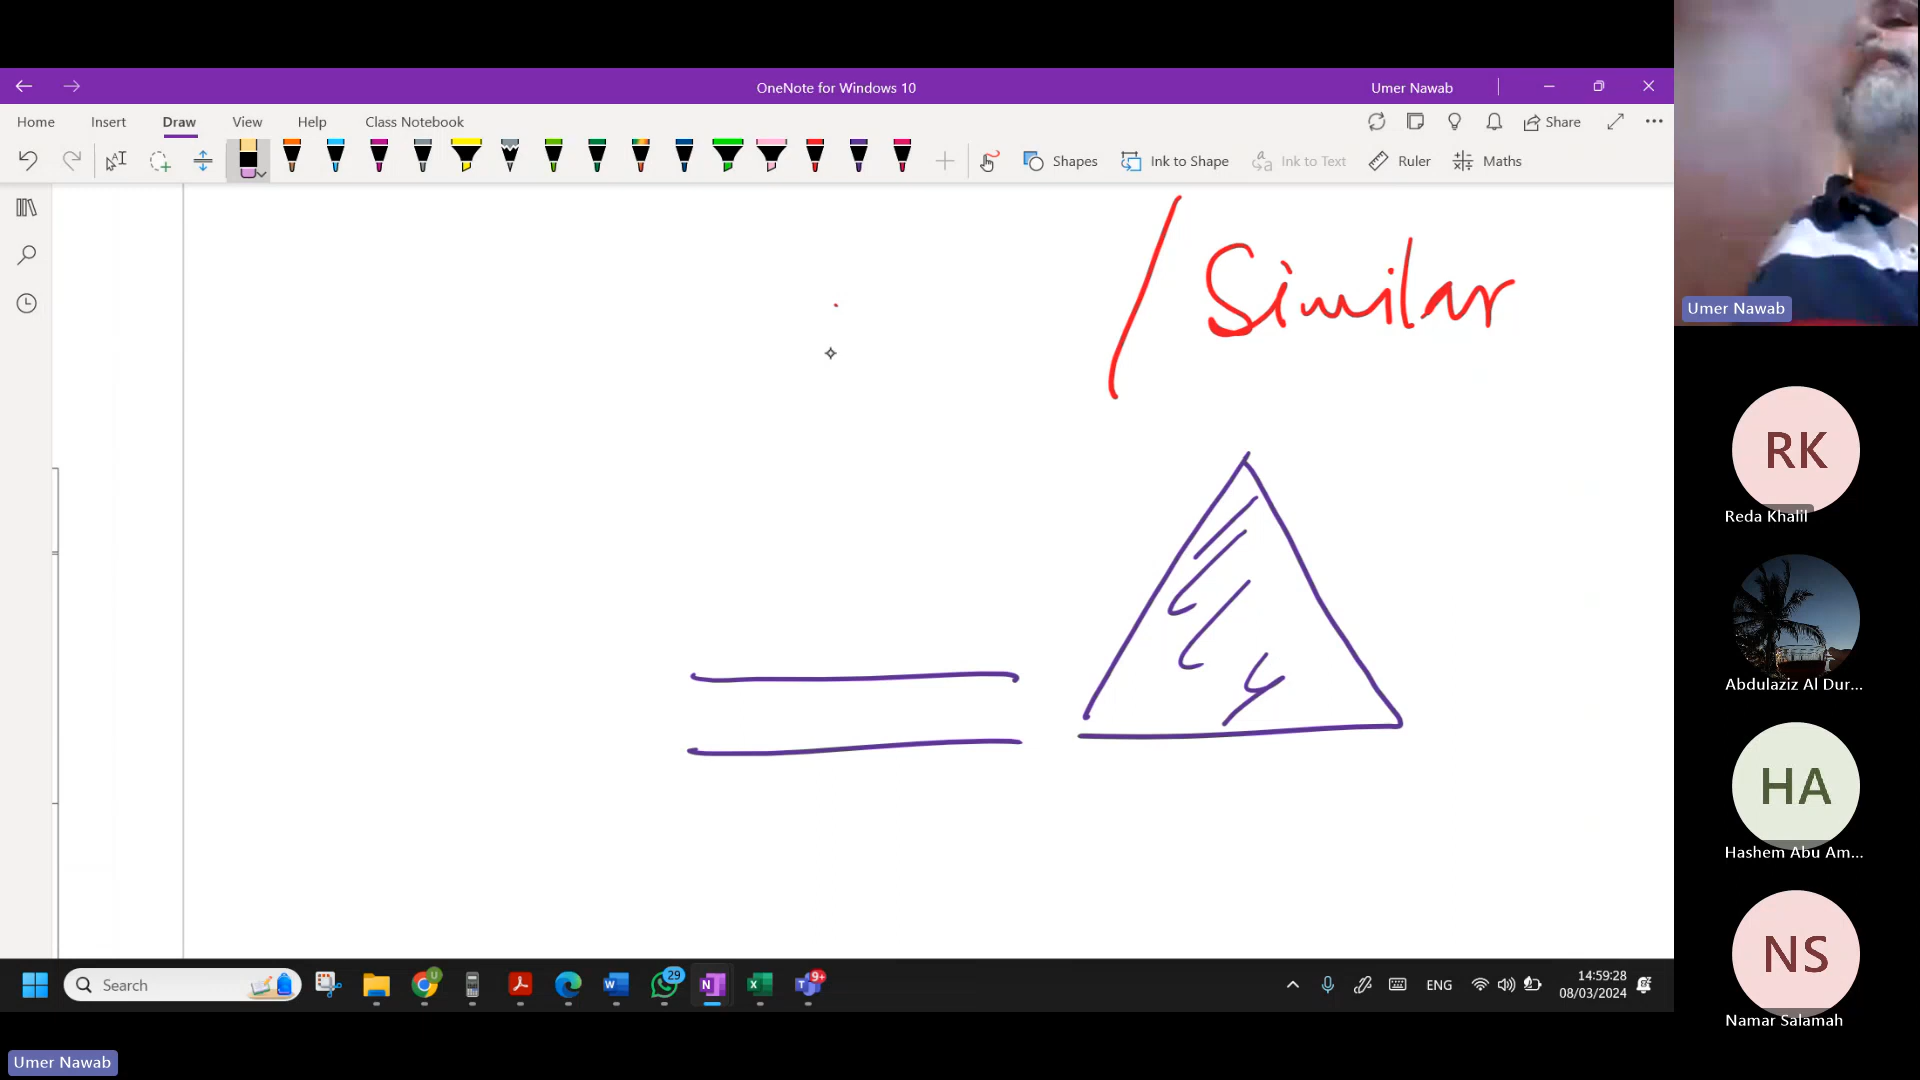 OneNote for Windows 10
Umer Nawab
Home Insert Draw View Help Class Notebook
Share
Shapes Ink to Shape Ink to Text Ruler Maths
/ Similar
Umer Nawab
RK
Reda Khalil
Abdulaziz Al Dur...
HA
Hashem Abu Am...
NS
Namar Salamah
Search
29
9+
ENG
14:59:28
08/03/2024
Umer Nawab